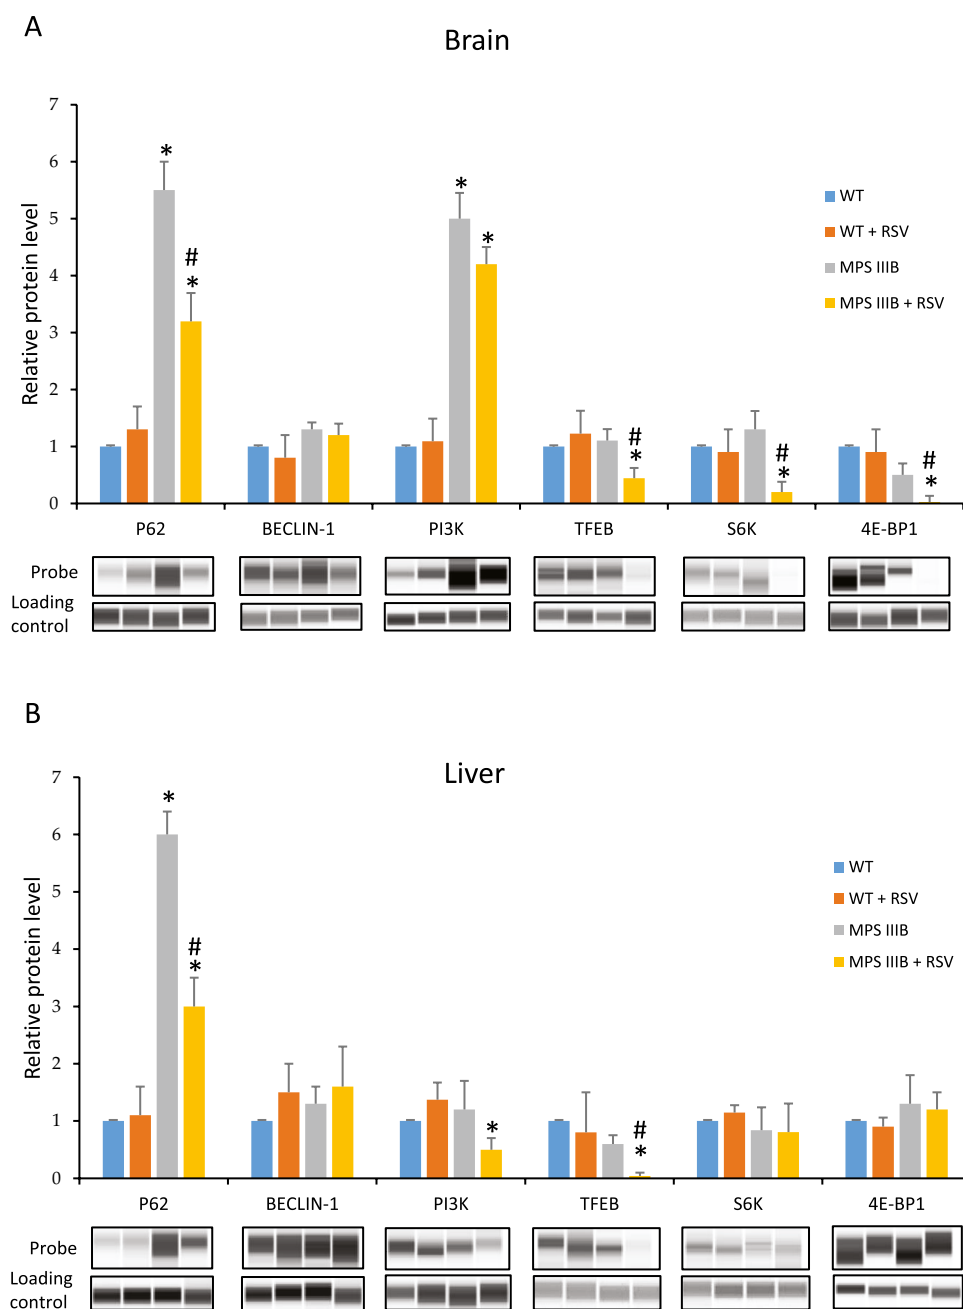 A
Brain
Relative protein level
7
6
5
4
3
2
1
0
*
#
*
*
*
#
*
#
*
#
*
WT
WT + RSV
MPS IIIB
MPS IIIB + RSV
P62 BECLIN-1 PI3K TFEB S6K 4E-BP1
Probe
Loading
control
B
Liver
Relative protein level
7
6
5
4
3
2
1
0
*
#
*
*
#
*
WT
WT + RSV
MPS IIIB
MPS IIIB + RSV
P62 BECLIN-1 PI3K TFEB S6K 4E-BP1
Probe
Loading
control